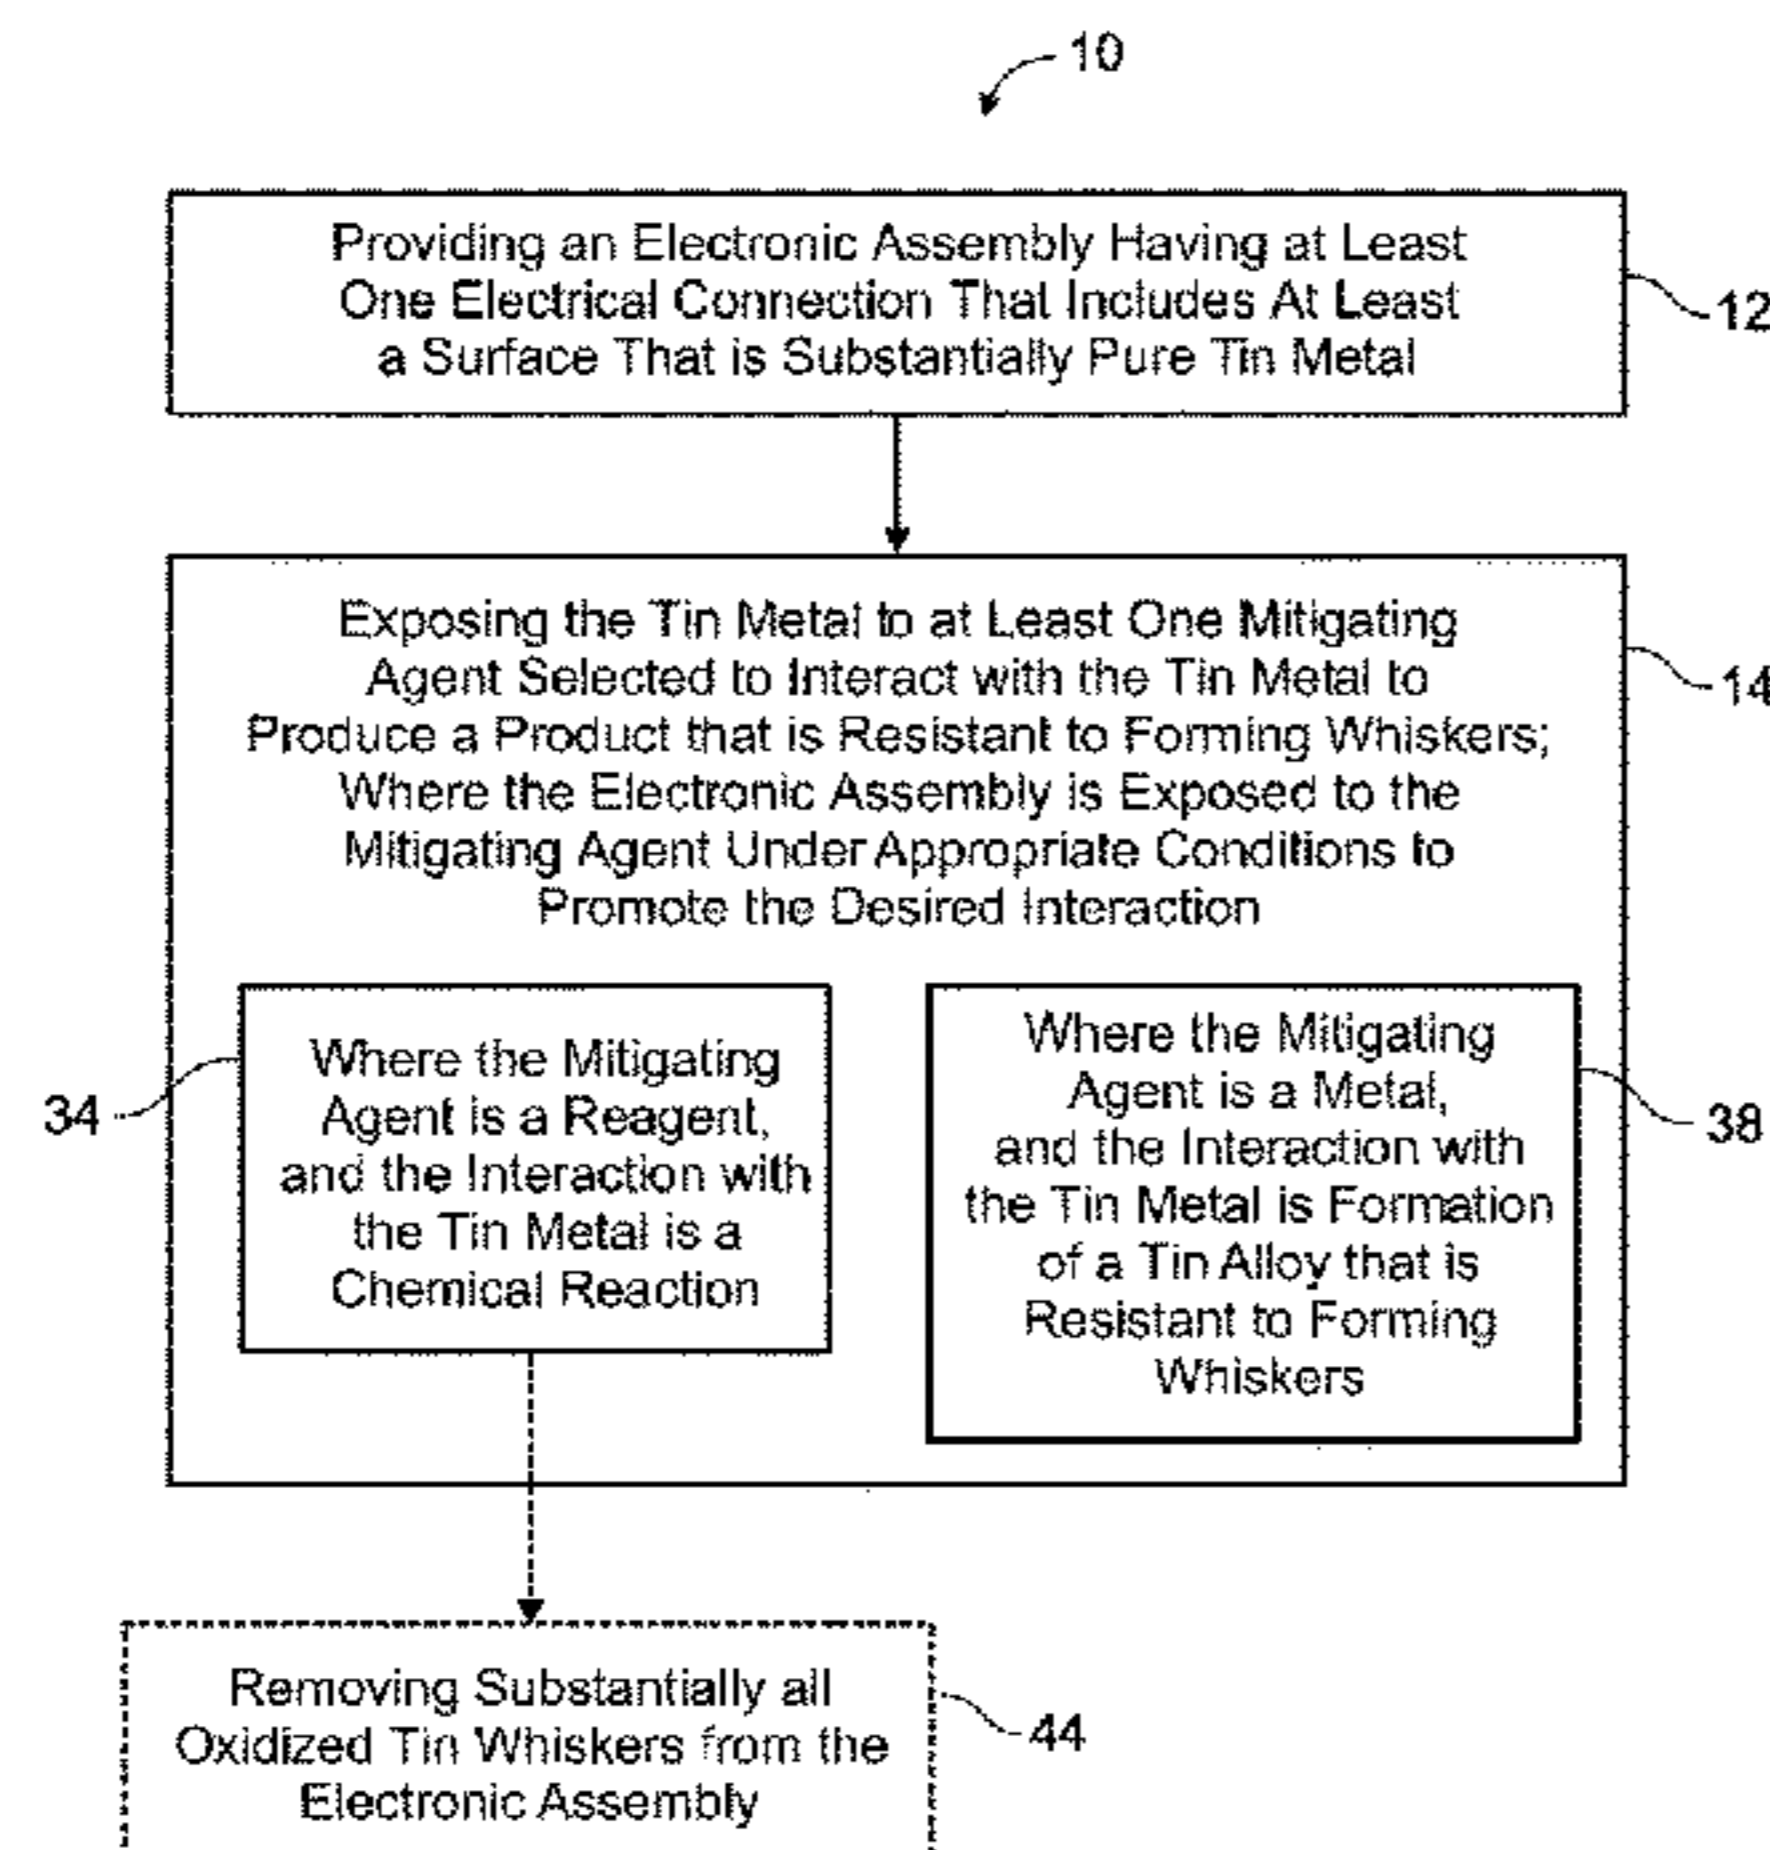 10
Providing an Electronic Assembly Having at Least
One Electrical Connection That Includes At Least
a Surface That is Substantially Pure Tin Metal
12
Exposing the Tin Metal to at Least One Mitigating
Agent Selected to Interact with the Tin Metal to
Produce a Product that is Resistant to Forming Whiskers;
Where the Electronic Assembly is Exposed to the
Mitigating Agent Under Appropriate Conditions to
Promote the Desired Interaction
14
Where the Mitigating
Agent is a Reagent,
and the Interaction with
the Tin Metal is a
Chemical Reaction
34
Where the Mitigating
Agent is a Metal,
and the Interaction with
the Tin Metal is Formation
of a Tin Alloy that is
Resistant to Forming
Whiskers
38
Removing Substantially all
Oxidized Tin Whiskers from the
Electronic Assembly
44